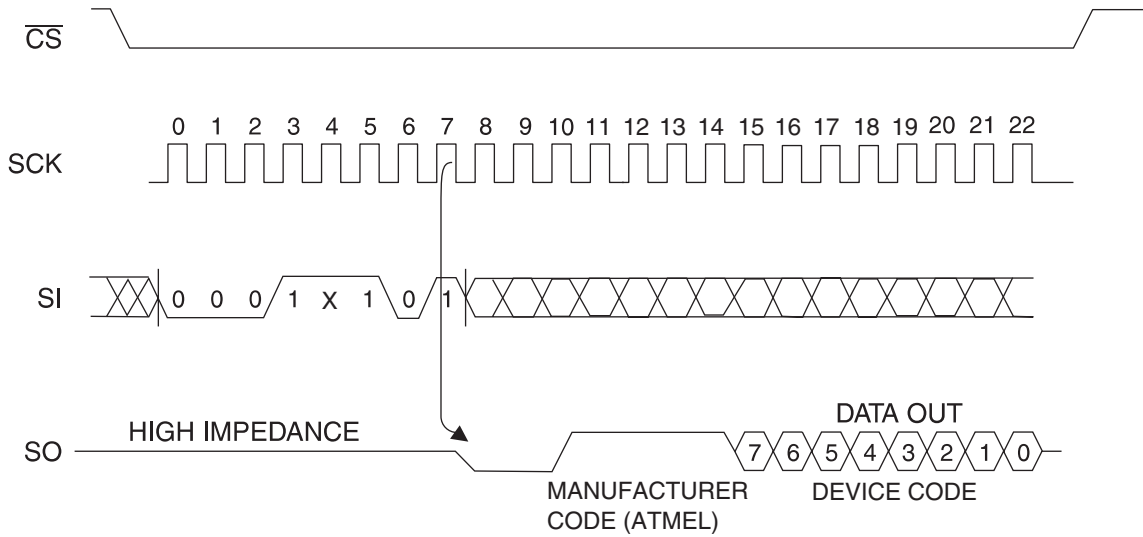 CS
0 1 2 3 4 5 6 7 8 9 10 11 12 13 14 15 16 17 18 19 20 21 22
SCK
SI
0 0 0 1 X 1 0 1
HIGH IMPEDANCE
DATA OUT
SO
7 6 5 4 3 2 1 0
MANUFACTURER
CODE (ATMEL)
DEVICE CODE